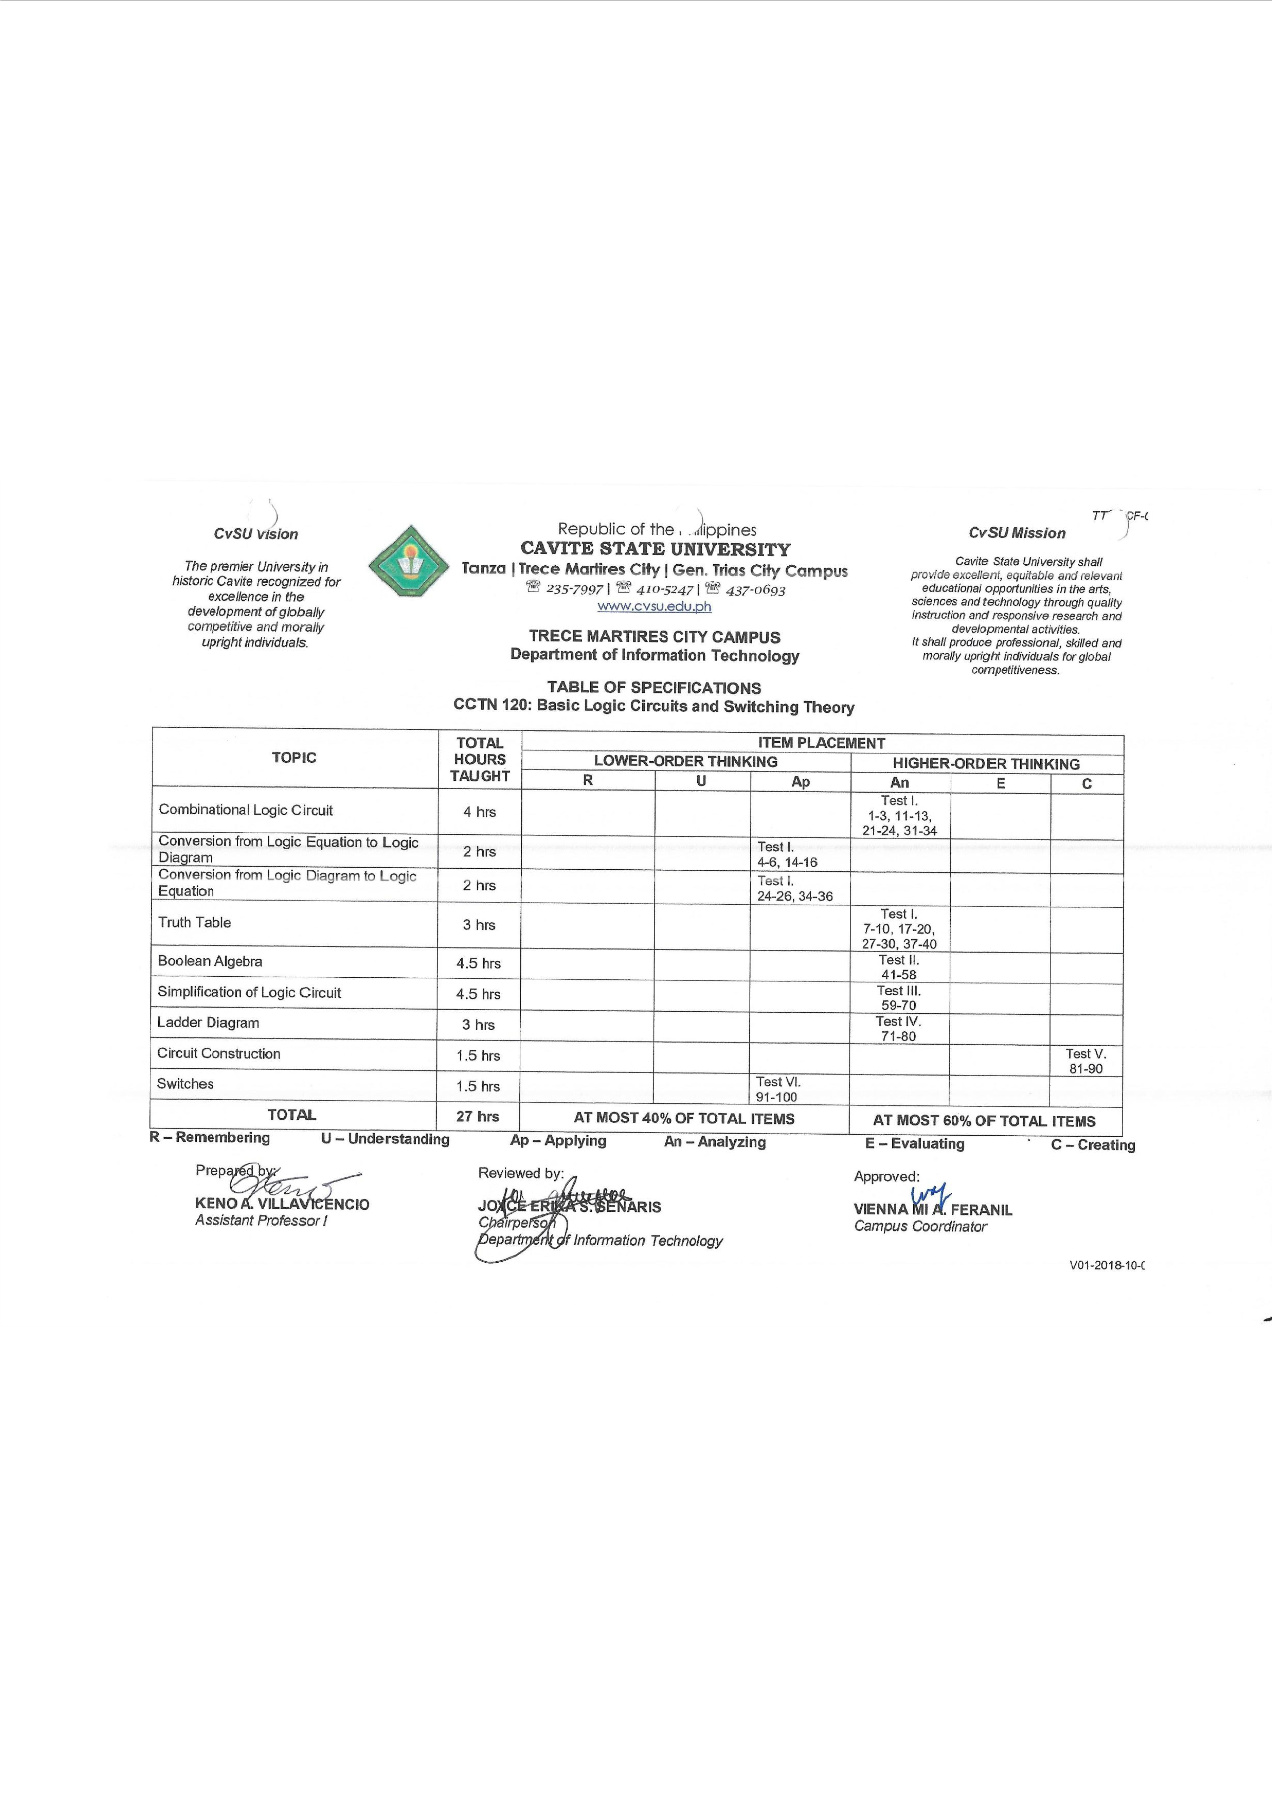 TT CF-
CvSU Vision
The premier University in
historic Cavite recognized for
excellence in the
development of globally
competitive and morally
upright individuals.
Republic of the
CAVITE STATE UNIVERSITY
Tanza | Trece Martires City | Gen. Trias City Campus
☏ 235-7997 | ☏ 410-5247 | ☏ 437-0693
www.cvsu.edu.ph
TRECE MARTIRES CITY CAMPUS
Department of Information Technology
CvSU Mission
Cavite State University shall
provide excellent, equitable and relevant
educational opportunities in the arts,
sciences and technology through quality
instruction and responsive research and
developmental activities.
It shall produce professional, skilled and
morally upright individuals for global
competitiveness.
TABLE OF SPECIFICATIONS
CCTN 120: Basic Logic Circuits and Switching Theory
TOPIC
TOTAL
HOURS
TAUGHT
ITEM PLACEMENT
LOWER-ORDER THINKING
HIGHER-ORDER THINKING
R U Ap An E C
Combinational Logic Circuit
4 hrs
Test I.
1-3, 11-13,
21-24, 31-34
Conversion from Logic Equation to Logic
Diagram
2 hrs
Test I.
4-6, 14-16
Conversion from Logic Diagram to Logic
Equation
2 hrs
Test I.
24-26, 34-36
Truth Table
3 hrs
Test I.
7-10, 17-20,
27-30, 37-40
Boolean Algebra
4.5 hrs
Test II.
41-58
Simplification of Logic Circuit
4.5 hrs
Test III.
59-70
Ladder Diagram
3 hrs
Test IV.
71-80
Circuit Construction
1.5 hrs
Test V.
81-90
Switches
1.5 hrs
Test VI.
91-100
TOTAL
27 hrs
AT MOST 40% OF TOTAL ITEMS
AT MOST 60% OF TOTAL ITEMS
R – Remembering U – Understanding Ap – Applying An – Analyzing E – Evaluating C – Creating
Prepared by:
KENO A. VILLAVICENCIO
Assistant Professor I
Reviewed by:
JOYCE ERIKA S. SENARIS
Chairperson
Department of Information Technology
Approved:
VIENNA MI A. FERANIL
Campus Coordinator
V01-2018-10-